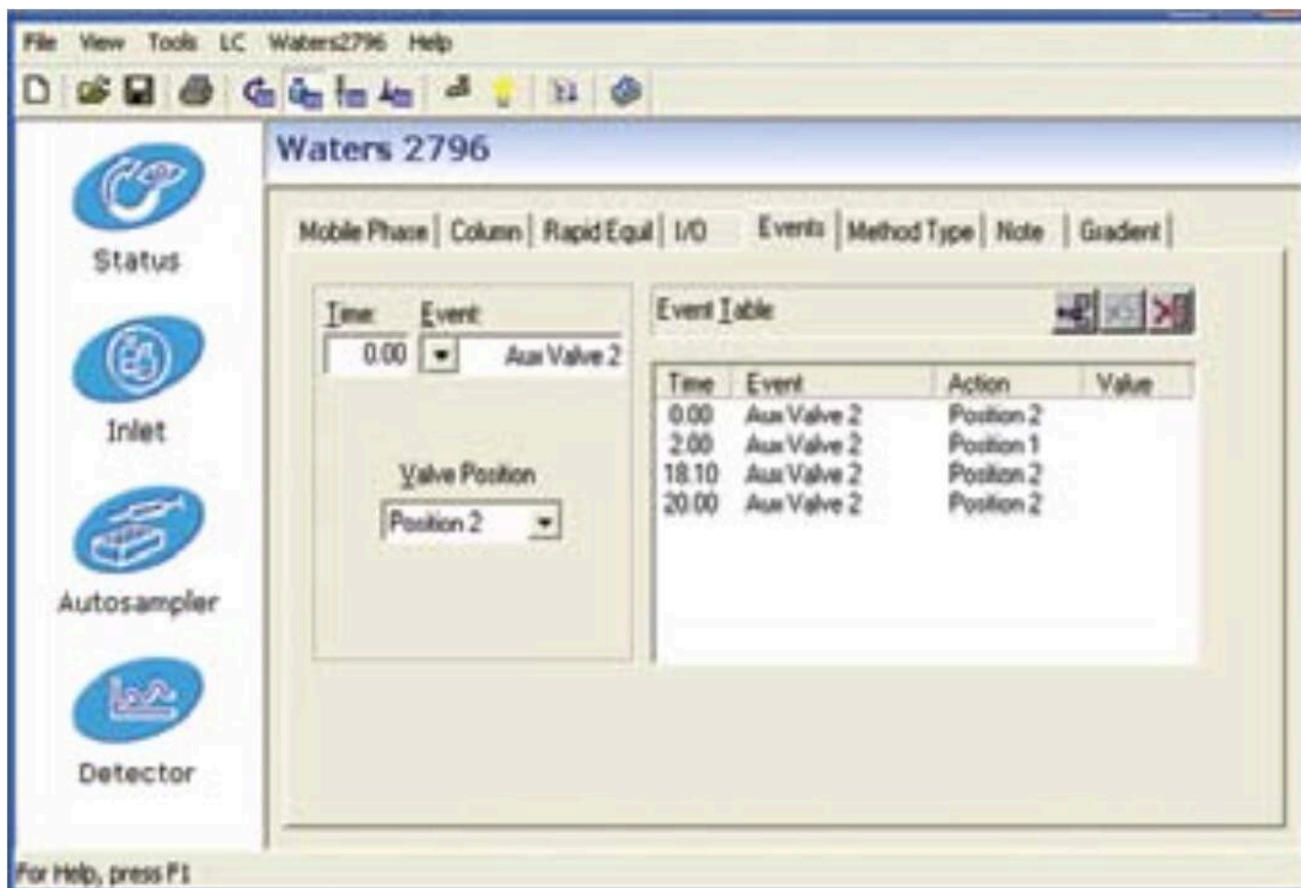 File View Tools LC Waters2796 Help
Waters 2796
Status
Inlet
Autosampler
Detector
Mobile Phase Column Rapid Equil I/O Events Method Type Note Gradient
Time: Event:
0.00 Aux Valve 2
Valve Position
Position 2
Event Table
Time Event Action Value
0.00 Aux Valve 2 Position 2
2.00 Aux Valve 2 Position 1
18.10 Aux Valve 2 Position 2
20.00 Aux Valve 2 Position 2
For Help, press F1